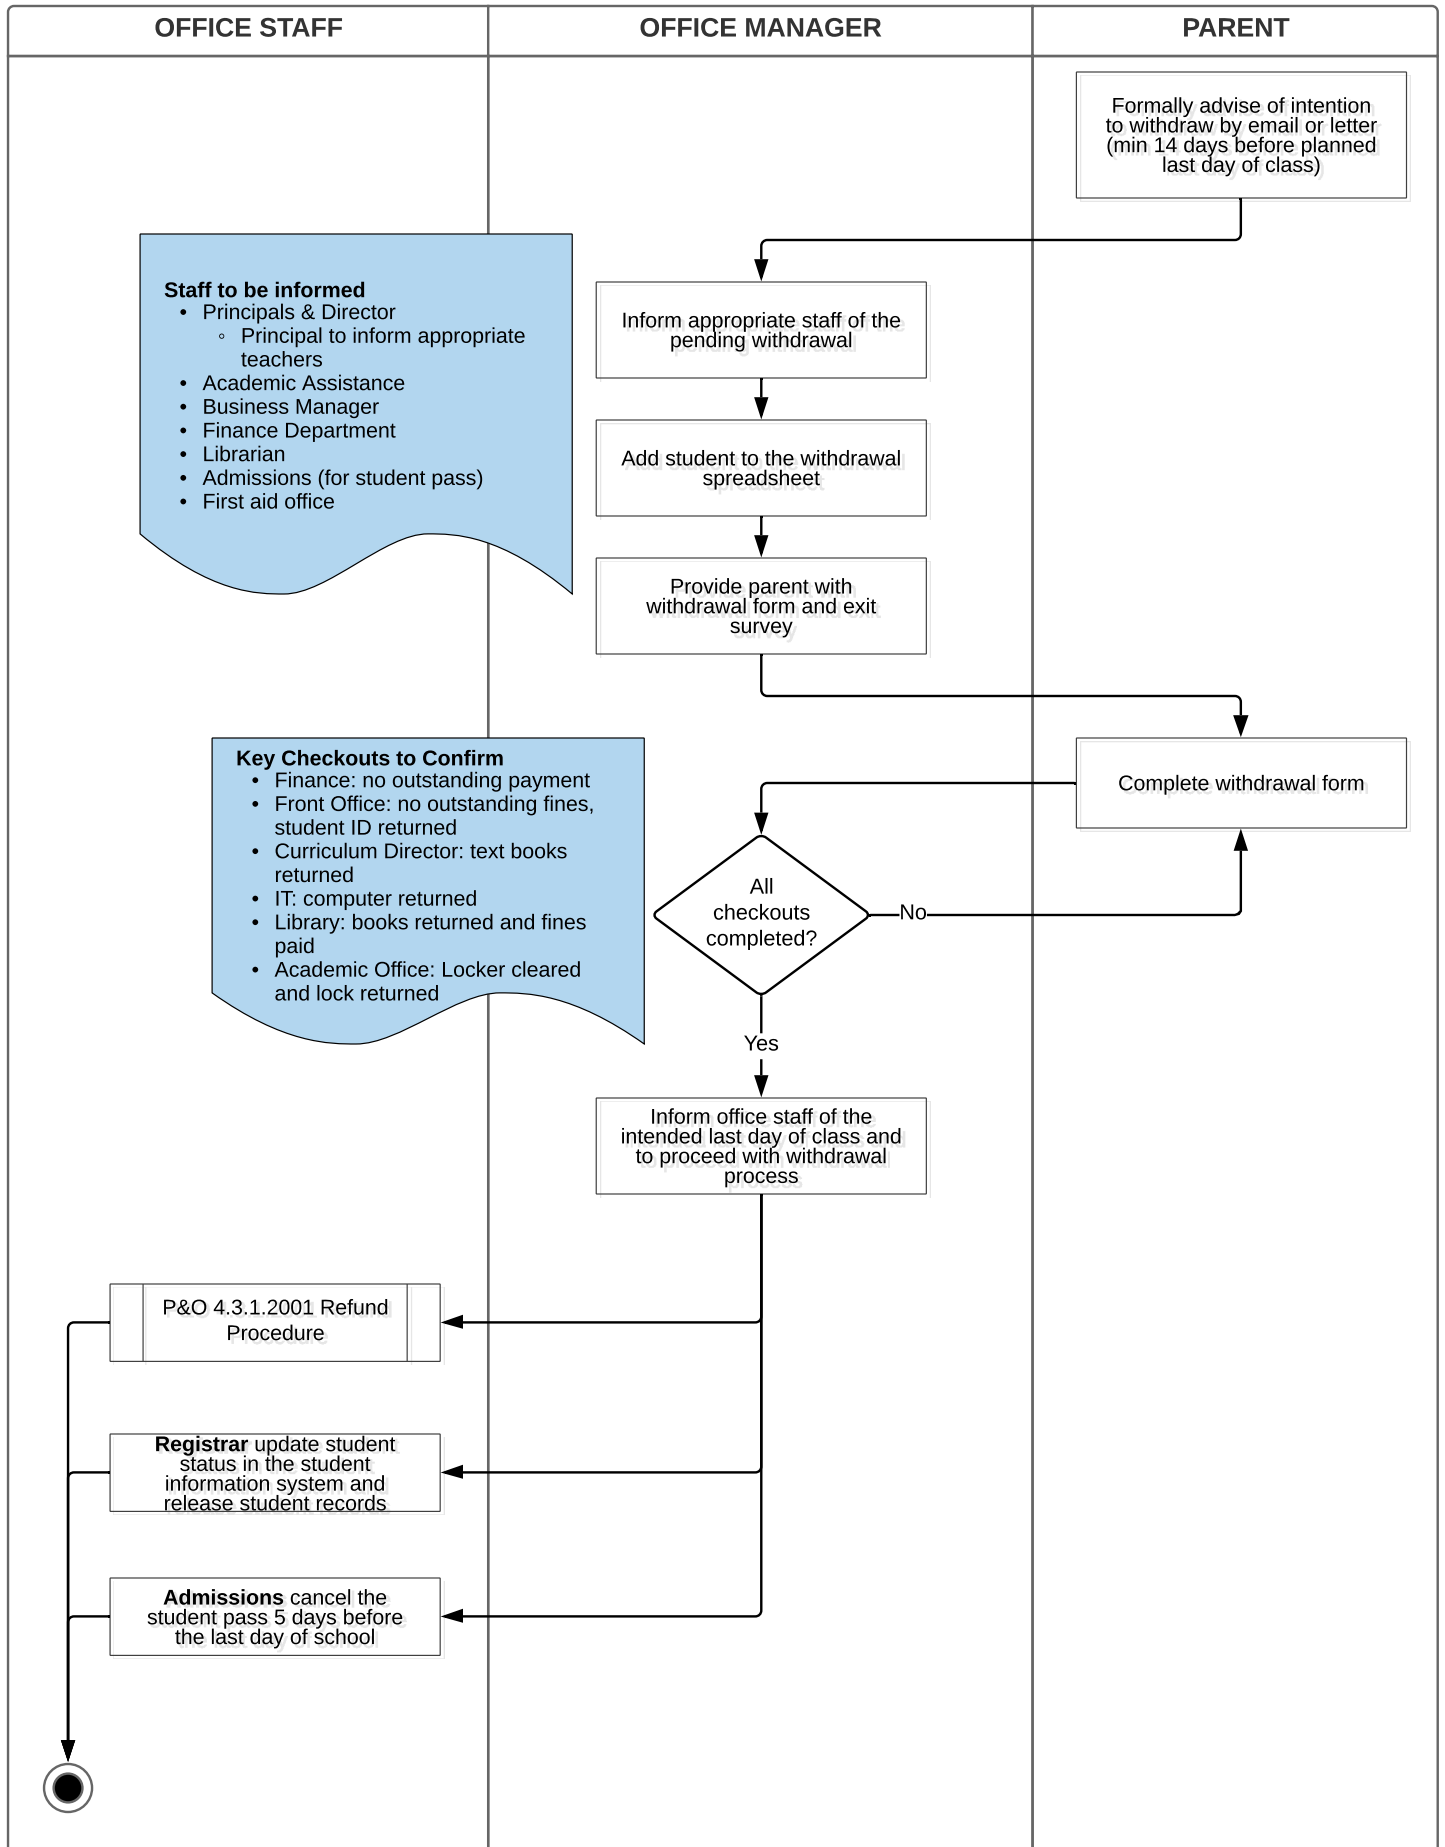 OFFICE STAFF
OFFICE MANAGER
PARENT
Formally advise of intention
to withdraw by email or letter
(min 14 days before planned
last day of class)
Staff to be informed
• Principals & Director
◦ Principal to inform appropriate
teachers
• Academic Assistance
• Business Manager
• Finance Department
• Librarian
• Admissions (for student pass)
• First aid office
Inform appropriate staff of the
pending withdrawal
Add student to the withdrawal
spreadsheet
Provide parent with
withdrawal form and exit
survey
Key Checkouts to Confirm
• Finance: no outstanding payment
• Front Office: no outstanding fines,
student ID returned
• Curriculum Director: text books
returned
• IT: computer returned
• Library: books returned and fines
paid
• Academic Office: Locker cleared
and lock returned
Complete withdrawal form
All
checkouts
completed?
No
Yes
Inform office staff of the
intended last day of class and
to proceed with withdrawal
process
P&O 4.3.1.2001 Refund
Procedure
Registrar update student
status in the student
information system and
release student records
Admissions cancel the
student pass 5 days before
the last day of school